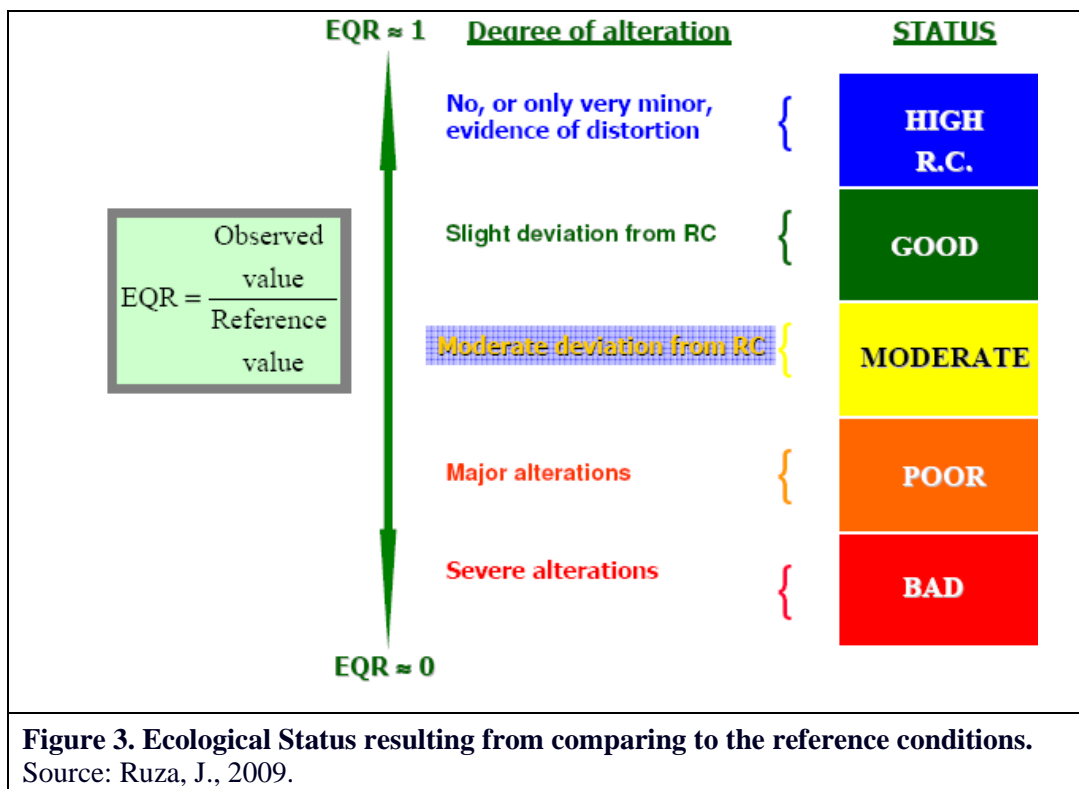 EQR ≈ 1 Degree of alteration STATUS
No, or only very minor,
evidence of distortion
{
HIGH
R.C.
Observed
value
EQR =
Reference
value
Slight deviation from RC { GOOD
Moderate deviation from RC { MODERATE
Major alterations { POOR
Severe alterations { BAD
EQR ≈ 0
Figure 3. Ecological Status resulting from comparing to the reference conditions.
Source: Ruza, J., 2009.